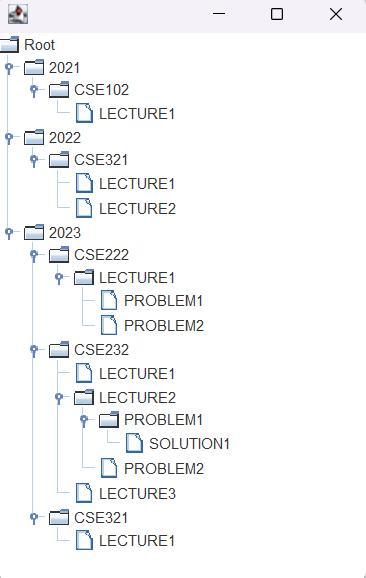 Root
2021
CSE102
LECTURE1
2022
CSE321
LECTURE1
LECTURE2
2023
CSE222
LECTURE1
PROBLEM1
PROBLEM2
CSE232
LECTURE1
LECTURE2
PROBLEM1
SOLUTION1
PROBLEM2
LECTURE3
CSE321
LECTURE1